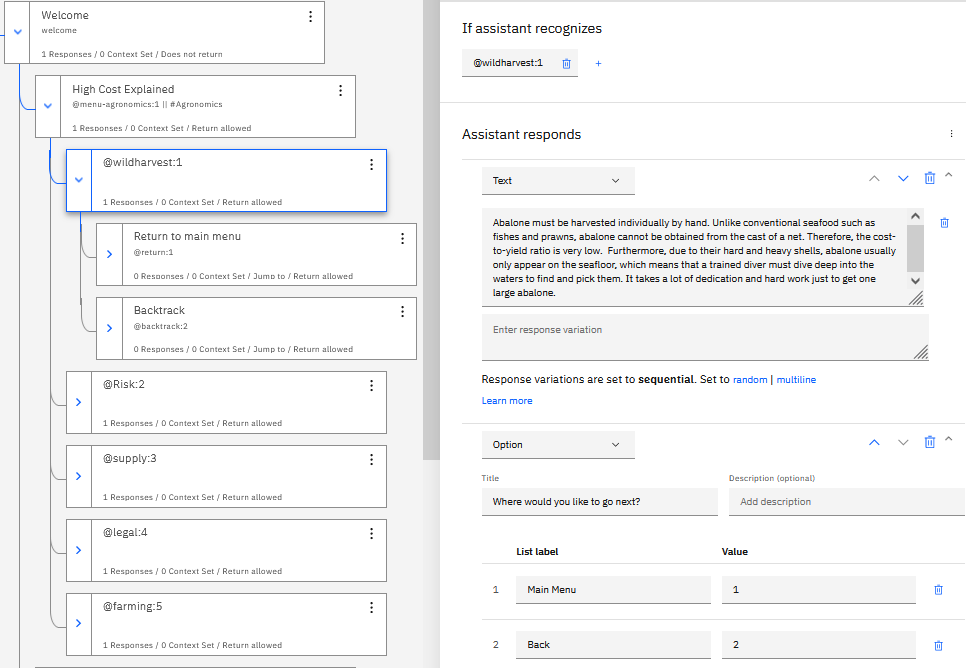 Welcome
welcome
1 Responses / 0 Context Set / Does not return
High Cost Explained
@menu-agronomics:1 || #Agronomics
1 Responses / 0 Context Set / Return allowed
@wildharvest:1
1 Responses / 0 Context Set / Return allowed
Return to main menu
@return:1
0 Responses / 0 Context Set / Jump to / Return allowed
Backtrack
@backtrack:2
0 Responses / 0 Context Set / Jump to / Return allowed
@Risk:2
1 Responses / 0 Context Set / Return allowed
@supply:3
1 Responses / 0 Context Set / Return allowed
@legal:4
1 Responses / 0 Context Set / Return allowed
@farming:5
1 Responses / 0 Context Set / Return allowed
If assistant recognizes
@wildharvest:1
+
Assistant responds
Text
Abalone must be harvested individually by hand. Unlike conventional seafood such as
fishes and prawns, abalone cannot be obtained from the cast of a net. Therefore, the cost-
to-yield ratio is very low.  Furthermore, due to their hard and heavy shells, abalone usually
only appear on the seafloor, which means that a trained diver must dive deep into the
waters to find and pick them. It takes a lot of dedication and hard work just to get one
large abalone.
Enter response variation
Response variations are set to sequential. Set to random | multiline
Learn more
Option
Title Description (optional)
Where would you like to go next? Add description
List label Value
1 Main Menu 1
2 Back 2